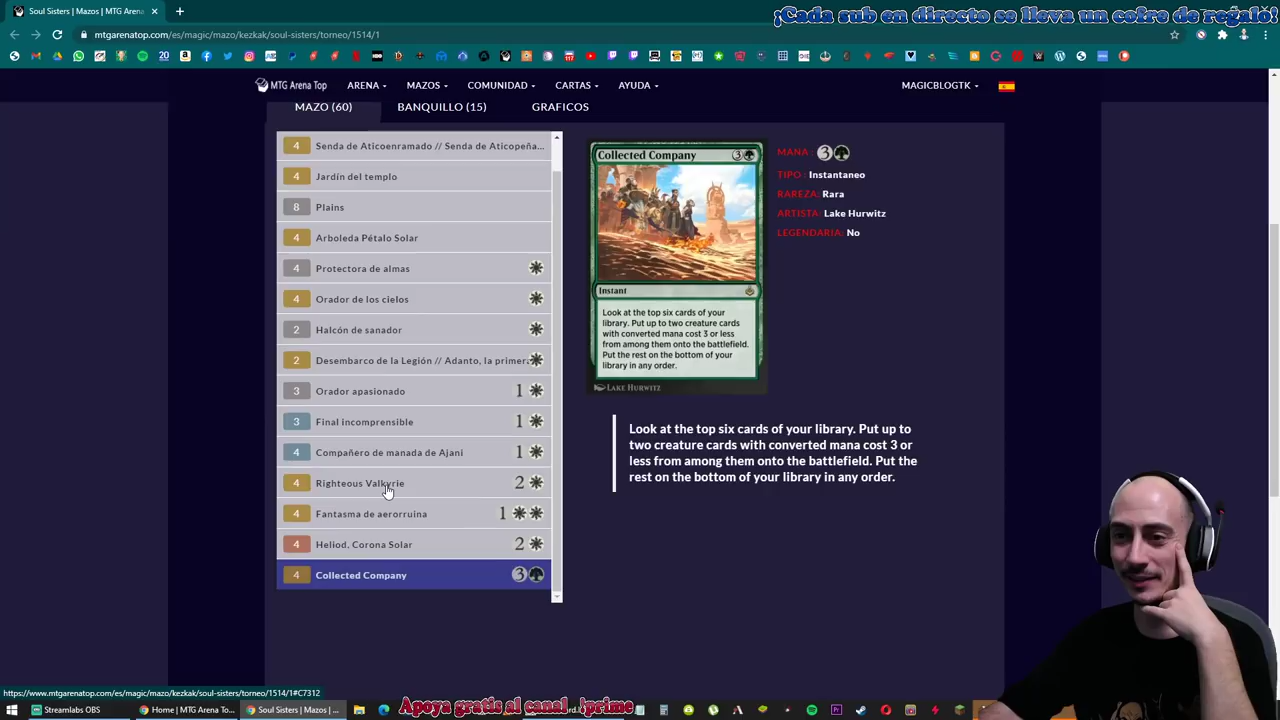 Soul Sisters | Mazos | MTG Arena
¡Cada sub en directo se lleva un cofre de regalo!
mtgarenatop.com/es/magic/mazo/kezkak/soul-sisters/torneo/1514/1
MTG Arena Top
ARENA
MAZOS
COMUNIDAD
CARTAS
AYUDA
MAGICBLOGTK
MAZO (60)
BANQUILLO (15)
GRAFICOS
4 Senda de Aticoenramado // Senda de Aticopeña...
4 Jardín del templo
8 Plains
4 Arboleda Pétalo Solar
4 Protectora de almas
4 Orador de los cielos
2 Halcón de sanador
2 Desembarco de la Legión // Adanto, la primera
3 Orador apasionado 1
3 Final incomprensible 1
4 Compañero de manada de Ajani 1
4 Righteous Valkyrie 2
4 Fantasma de aerorruina 1
4 Heliod, Corona Solar 2
4 Collected Company 3
Collected Company 3
Instant
Look at the top six cards of your
library. Put up to two creature cards
with converted mana cost 3 or less
from among them onto the battlefield.
Put the rest on the bottom of your
library in any order.
LAKE HURWITZ
MANA : 3
TIPO : Instantaneo
RAREZA: Rara
ARTISTA: Lake Hurwitz
LEGENDARIA: No
Look at the top six cards of your library. Put up to
two creature cards with converted mana cost 3 or
less from among them onto the battlefield. Put the
rest on the bottom of your library in any order.
https://www.mtgarenatop.com/es/magic/mazo/kezkak/soul-sisters/torneo/1514/1#C7312
Apoya gratis al canal
prime
Streamlabs OBS
Home | MTG Arena T...
Soul Sisters | Mazos | ...